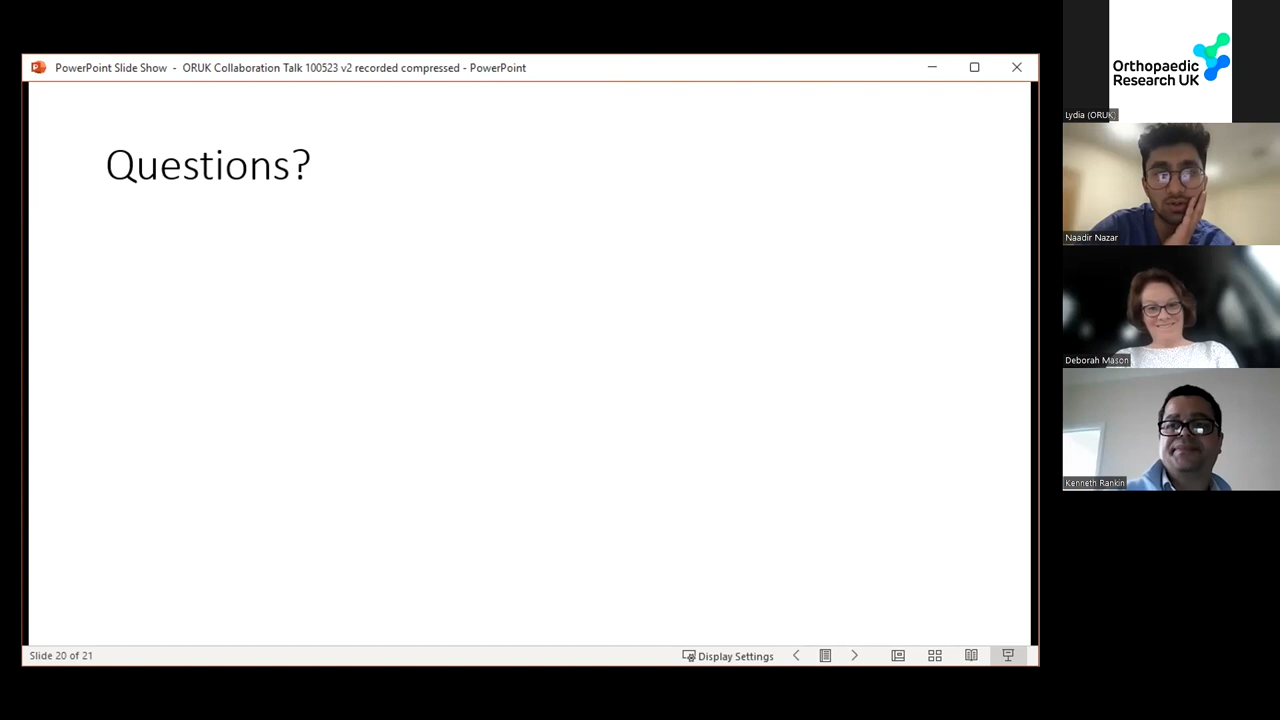 PowerPoint Slide Show - ORUK Collaboration Talk 100523 v2 recorded compressed - PowerPoint
Questions?
Slide 20 of 21
Display Settings
Orthopaedic
Research UK
Lydia (ORUK)
Naadir Nazar
Deborah Mason
Kenneth Rankin